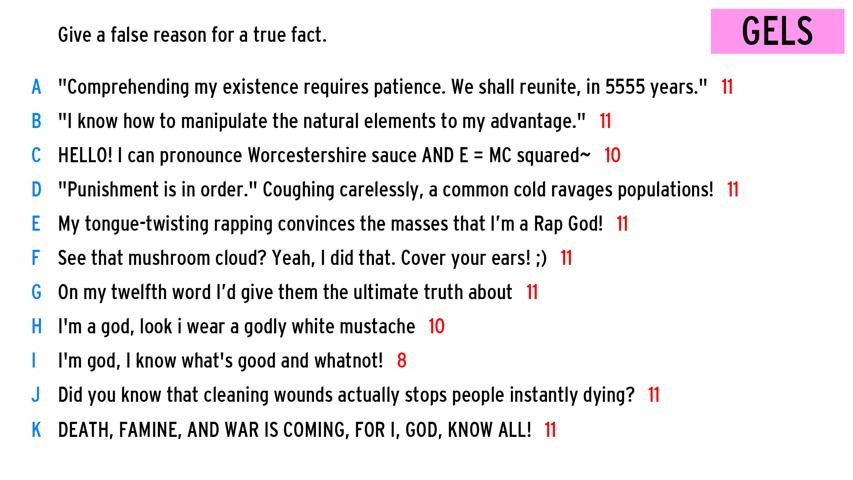 Give a false reason for a true fact.
GELS
A "Comprehending my existence requires patience. We shall reunite, in 5555 years." 11
B "I know how to manipulate the natural elements to my advantage." 11
C HELLO! I can pronounce Worcestershire sauce AND E = MC squared~ 10
D "Punishment is in order." Coughing carelessly, a common cold ravages populations! 11
E My tongue-twisting rapping convinces the masses that I’m a Rap God! 11
F See that mushroom cloud? Yeah, I did that. Cover your ears! ;) 11
G On my twelfth word I’d give them the ultimate truth about 11
H I'm a god, look i wear a godly white mustache 10
I I'm god, I know what's good and whatnot! 8
J Did you know that cleaning wounds actually stops people instantly dying? 11
K DEATH, FAMINE, AND WAR IS COMING, FOR I, GOD, KNOW ALL! 11